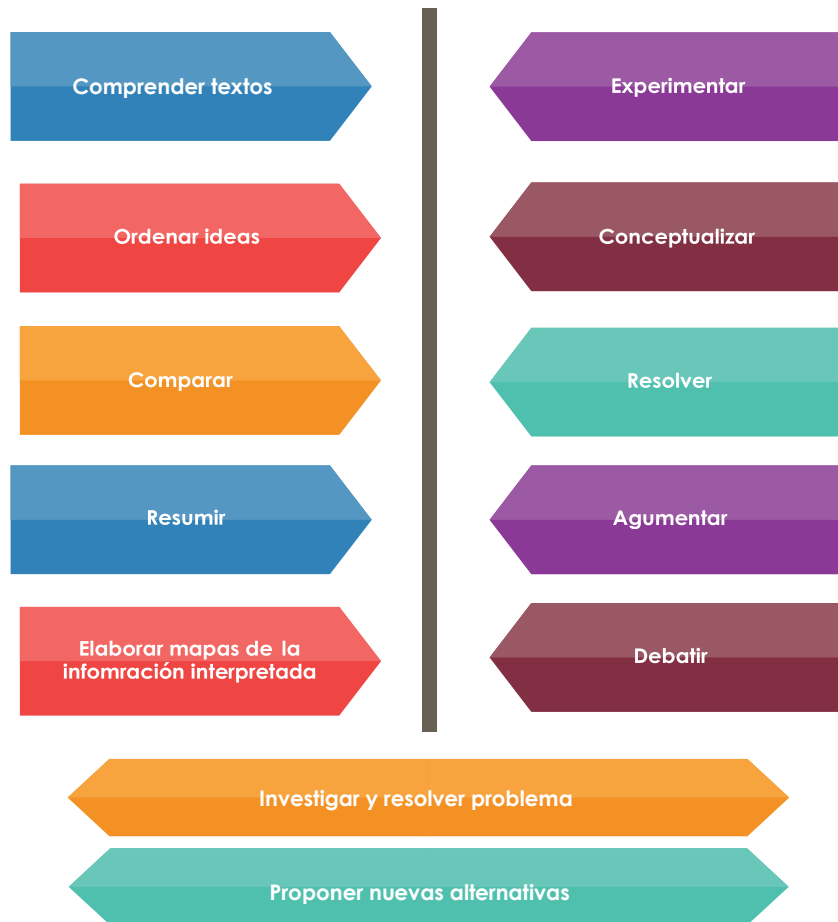 Comprender textos
Experimentar
Ordenar ideas
Conceptualizar
Comparar
Resolver
Resumir
Agumentar
Elaborar mapas de la
infomración interpretada
Debatir
Investigar y resolver problema
Proponer nuevas alternativas